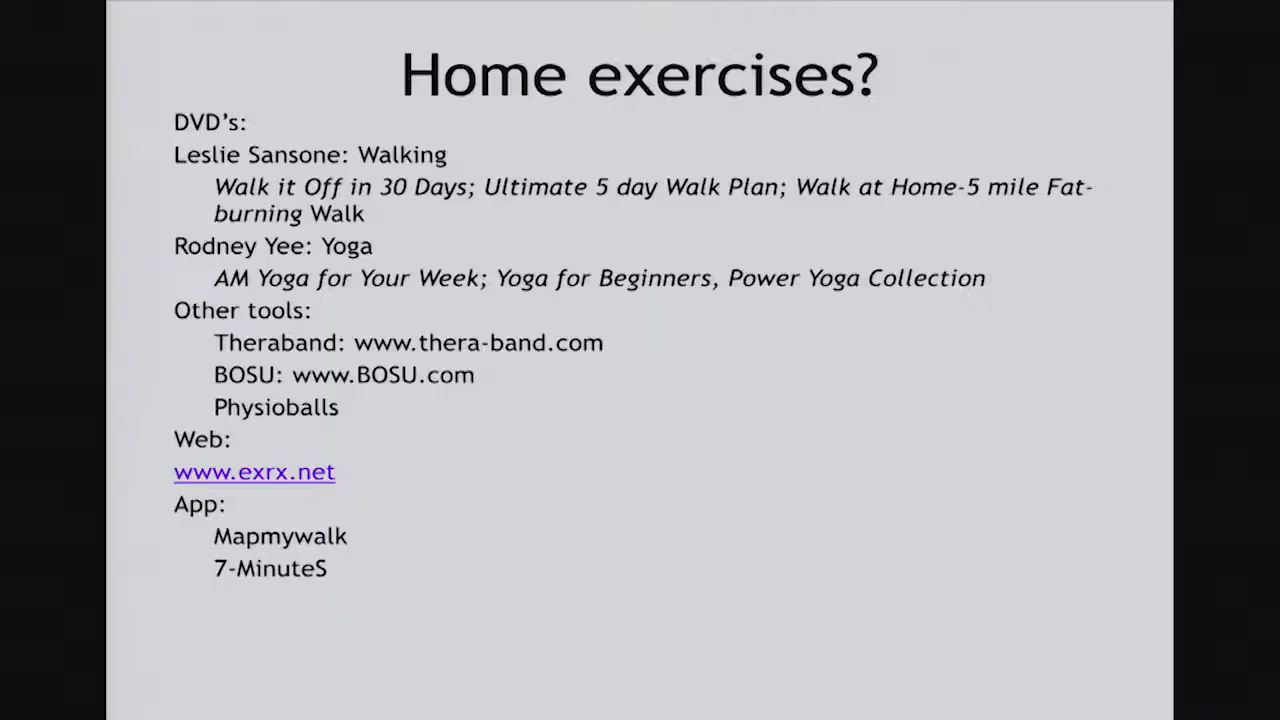 Home exercises?
DVD's:
Leslie Sansone: Walking
Walk it Off in 30 Days; Ultimate 5 day Walk Plan; Walk at Home-5 mile Fat-
burning Walk
Rodney Yee: Yoga
AM Yoga for Your Week; Yoga for Beginners, Power Yoga Collection
Other tools:
Theraband: www.thera-band.com
BOSU: www.BOSU.com
Physioballs
Web:
www.exrx.net
App:
Mapmywalk
7-MinuteS